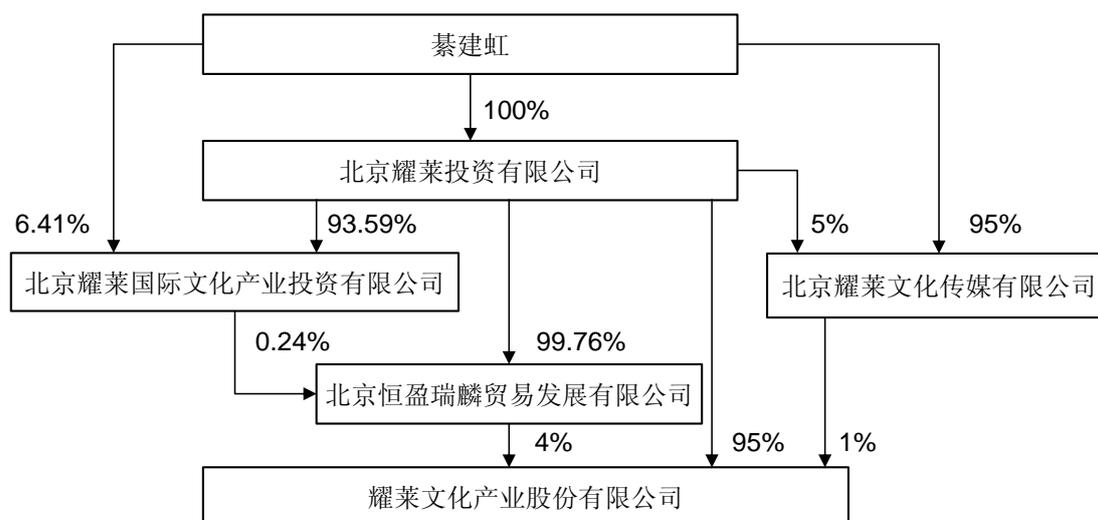 綦建虹
100%
北京耀莱投资有限公司
6.41%
93.59%
5%
95%
北京耀莱国际文化产业投资有限公司
北京耀莱文化传媒有限公司
0.24%
99.76%
北京恒盈瑞麟贸易发展有限公司
4%
95%
1%
耀莱文化产业股份有限公司